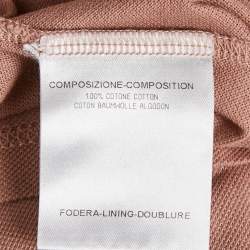 COMPOSIZIONE-COMPOSITION
100% COTONE COTTON
COTON BAUMWOLLE ALGODON
FODERA-LINING-DOUBLURE